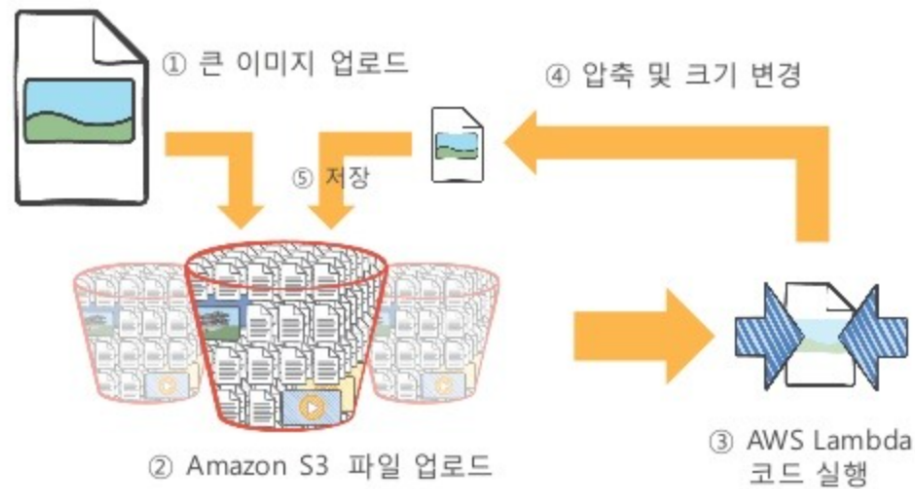 ① 큰 이미지 업로드
④ 압축 및 크기 변경
⑤ 저장
② Amazon S3 파일 업로드
③ AWS Lambda
코드 실행